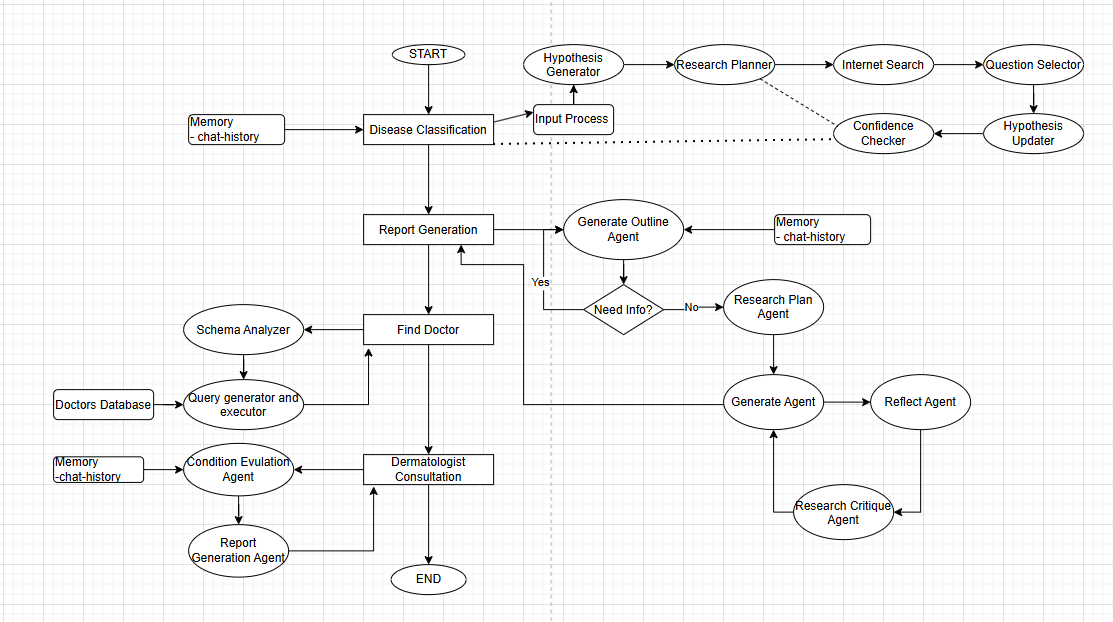 START
Hypothesis
Generator
Research Planner
Internet Search
Question Selector
Memory
- chat-history
Disease Classification
Input Process
Confidence
Checker
Hypothesis
Updater
Report Generation
Generate Outline
Agent
Memory
- chat-history
Yes
Need Info?
No
Research Plan
Agent
Schema Analyzer
Find Doctor
Doctors Database
Query generator and
executor
Generate Agent
Reflect Agent
Memory
-chat-history
Condition Evulation
Agent
Dermatologist
Consultation
Research Critique
Agent
Report
Generation Agent
END